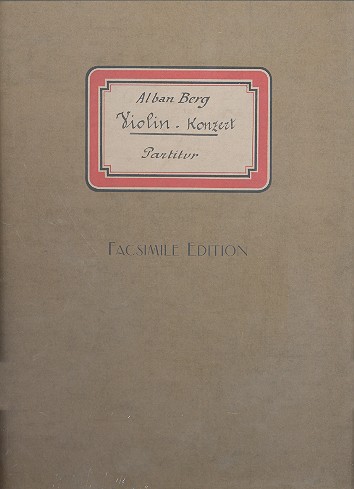 Alban Berg
Violin - Konzert
Partitur
FACSIMILE EDITION